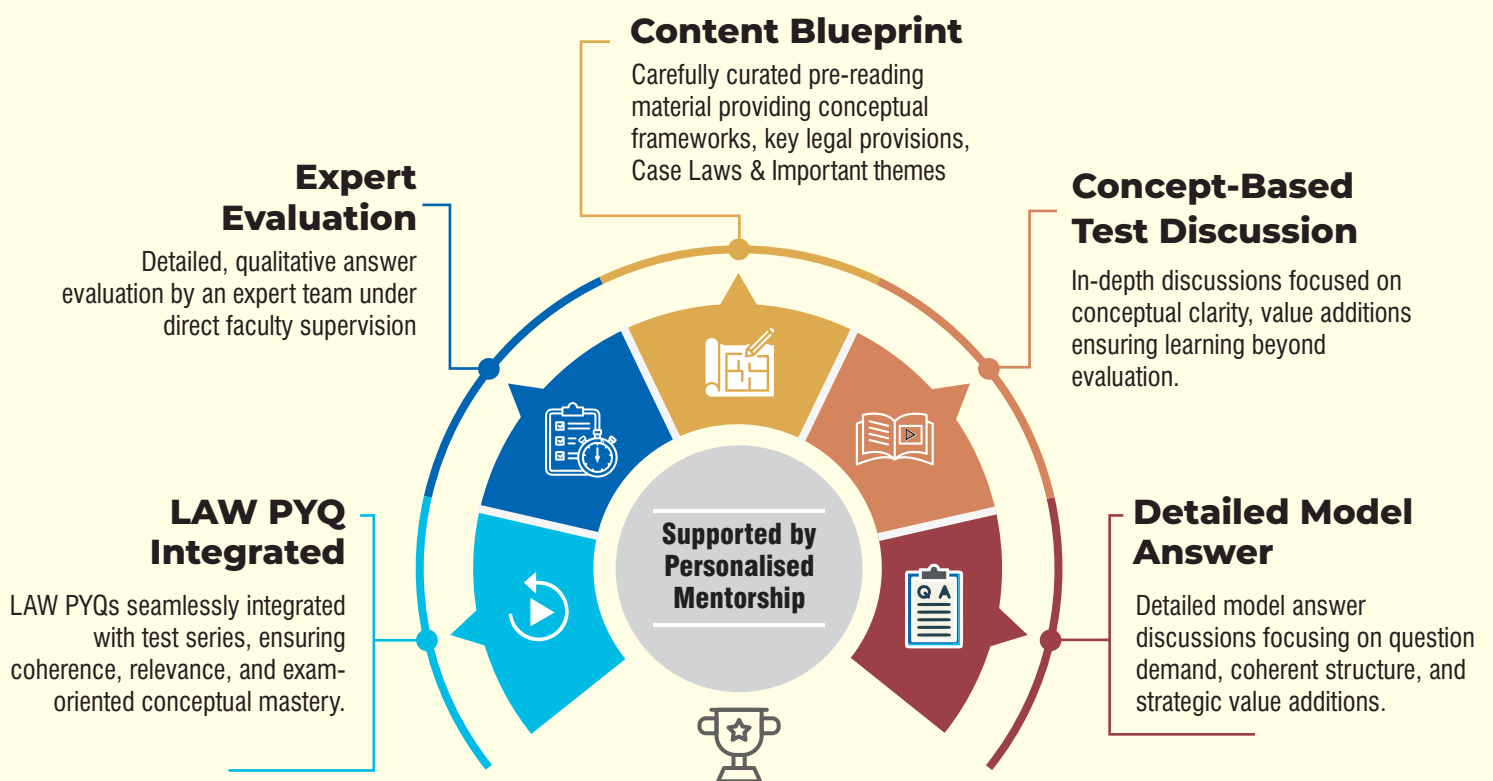 Content Blueprint
Carefully curated pre-reading
material providing conceptual
frameworks, key legal provisions,
Case Laws & Important themes
Expert
Evaluation
Detailed, qualitative answer
evaluation by an expert team under
direct faculty supervision
Concept-Based
Test Discussion
In-depth discussions focused on
conceptual clarity, value additions
ensuring learning beyond
evaluation.
LAW PYQ
Integrated
LAW PYQs seamlessly integrated
with test series, ensuring
coherence, relevance, and exam-
oriented conceptual mastery.
Supported by
Personalised
Mentorship
Q A
Detailed Model
Answer
Detailed model answer
discussions focusing on question
demand, coherent structure, and
strategic value additions.